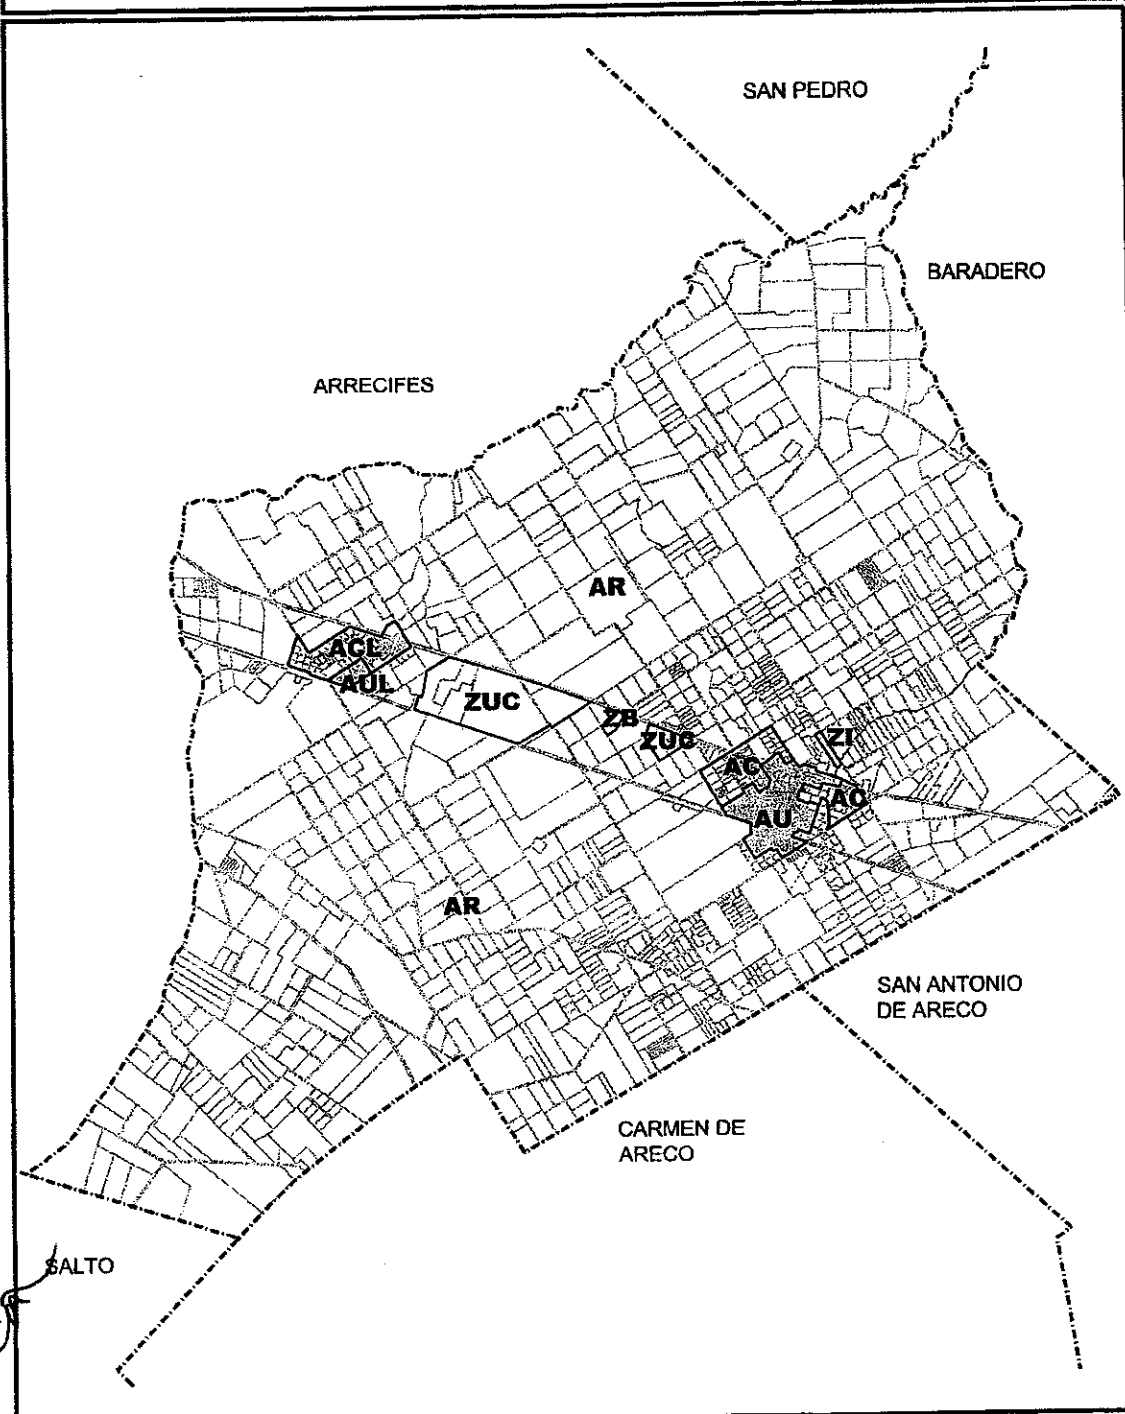 SAN PEDRO
BARADERO
ARRECIFES
AR
ACL
AUL
ZUC
ZB
ZUC
ZI
AC
AC
AU
AR
SAN ANTONIO
DE ARECO
CARMEN DE
ARECO
SALTO